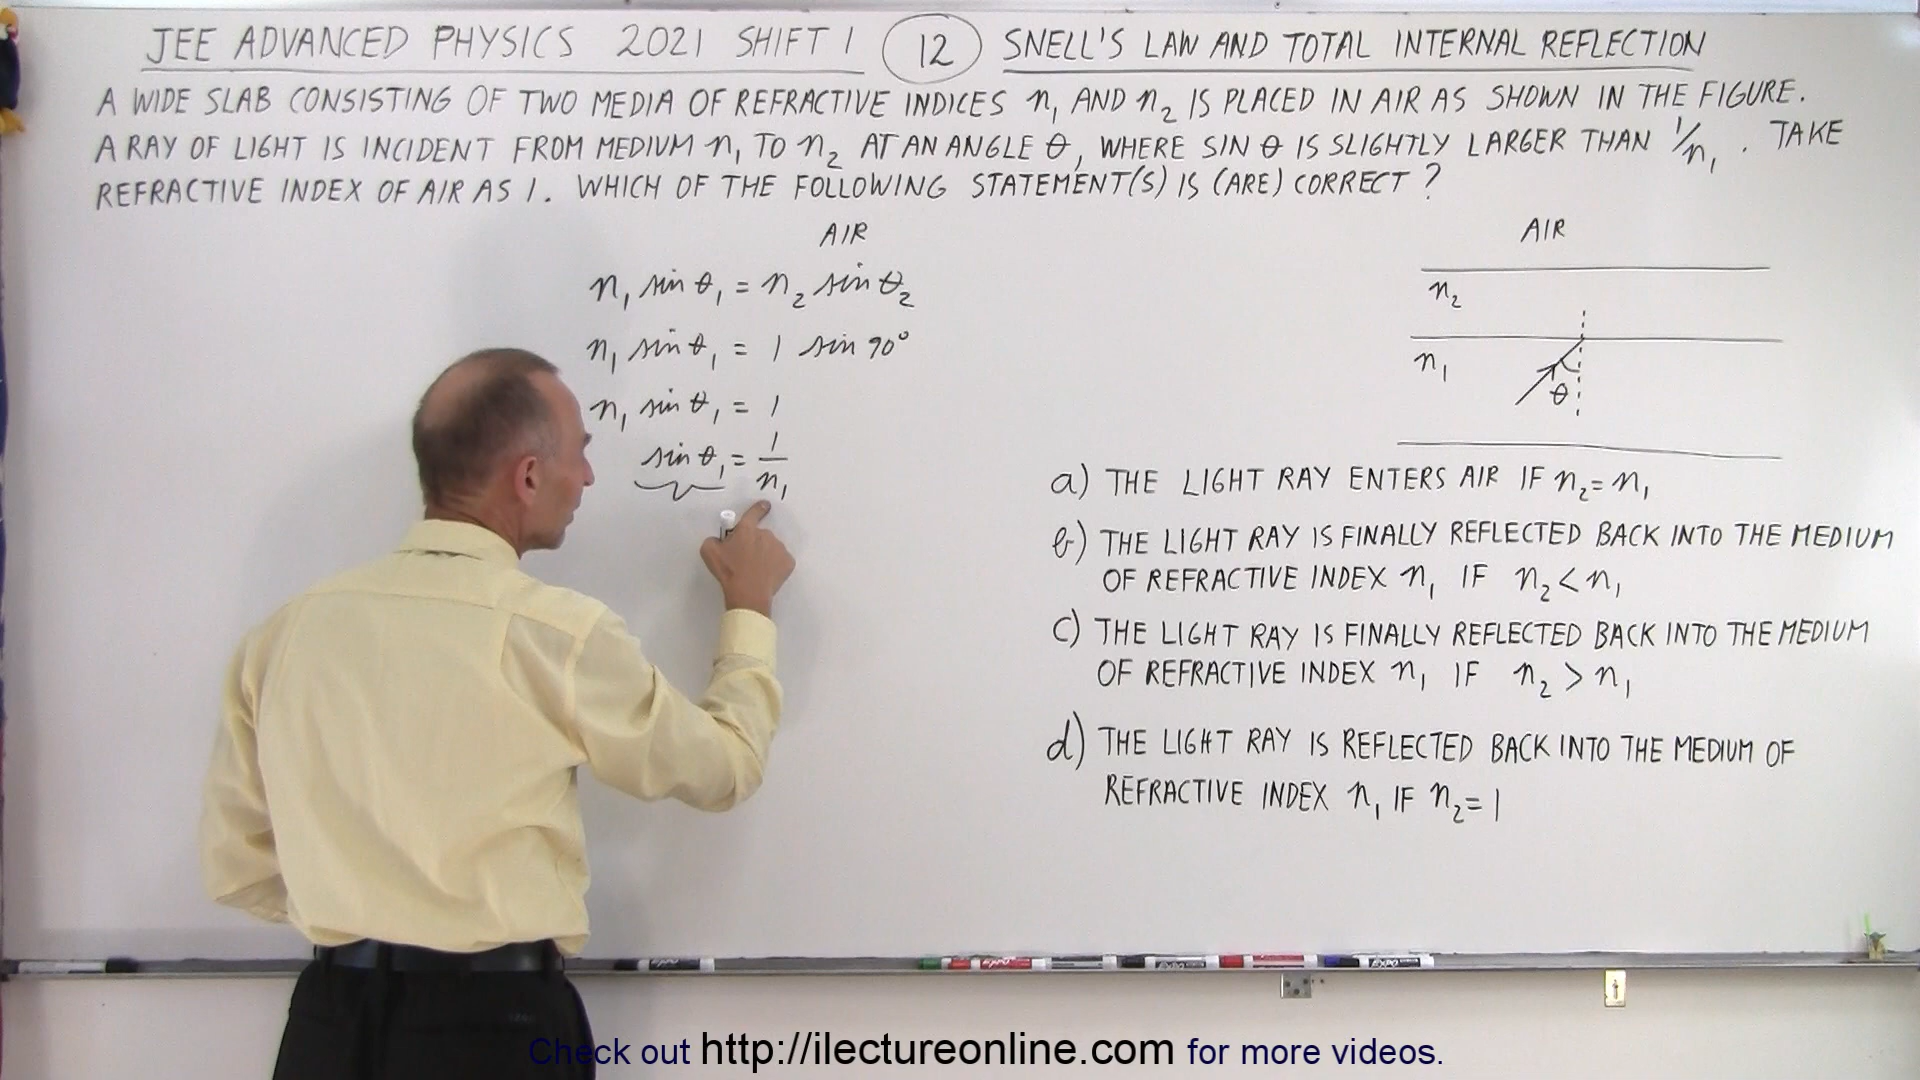 JEE ADVANCED PHYSICS 2021 SHIFT 1 12 SNELL'S LAW AND TOTAL INTERNAL REFLECTION
A WIDE SLAB CONSISTING OF TWO MEDIA OF REFRACTIVE INDICES n₁ AND n₂ IS PLACED IN AIR AS SHOWN IN THE FIGURE.
A RAY OF LIGHT IS INCIDENT FROM MEDIUM n₁ TO n₂ AT AN ANGLE θ, WHERE SIN θ IS SLIGHTLY LARGER THAN 1/n₁. TAKE
REFRACTIVE INDEX OF AIR AS 1. WHICH OF THE FOLLOWING STATEMENT(S) IS (ARE) CORRECT?
AIR
n₁ sin θ₁ = n₂ sin θ₂
n₁ sin θ₁ = 1 sin 90°
n₁ sin θ₁ = 1
sin θ₁ = 1/n₁
AIR
n₂
n₁
θ
a) THE LIGHT RAY ENTERS AIR IF n₂ = n₁
b) THE LIGHT RAY IS FINALLY REFLECTED BACK INTO THE MEDIUM
OF REFRACTIVE INDEX n₁ IF n₂ < n₁
c) THE LIGHT RAY IS FINALLY REFLECTED BACK INTO THE MEDIUM
OF REFRACTIVE INDEX n₁ IF n₂ > n₁
d) THE LIGHT RAY IS REFLECTED BACK INTO THE MEDIUM OF
REFRACTIVE INDEX n₁ IF n₂ = 1
EXPO
Check out http://ilectureonline.com for more videos.